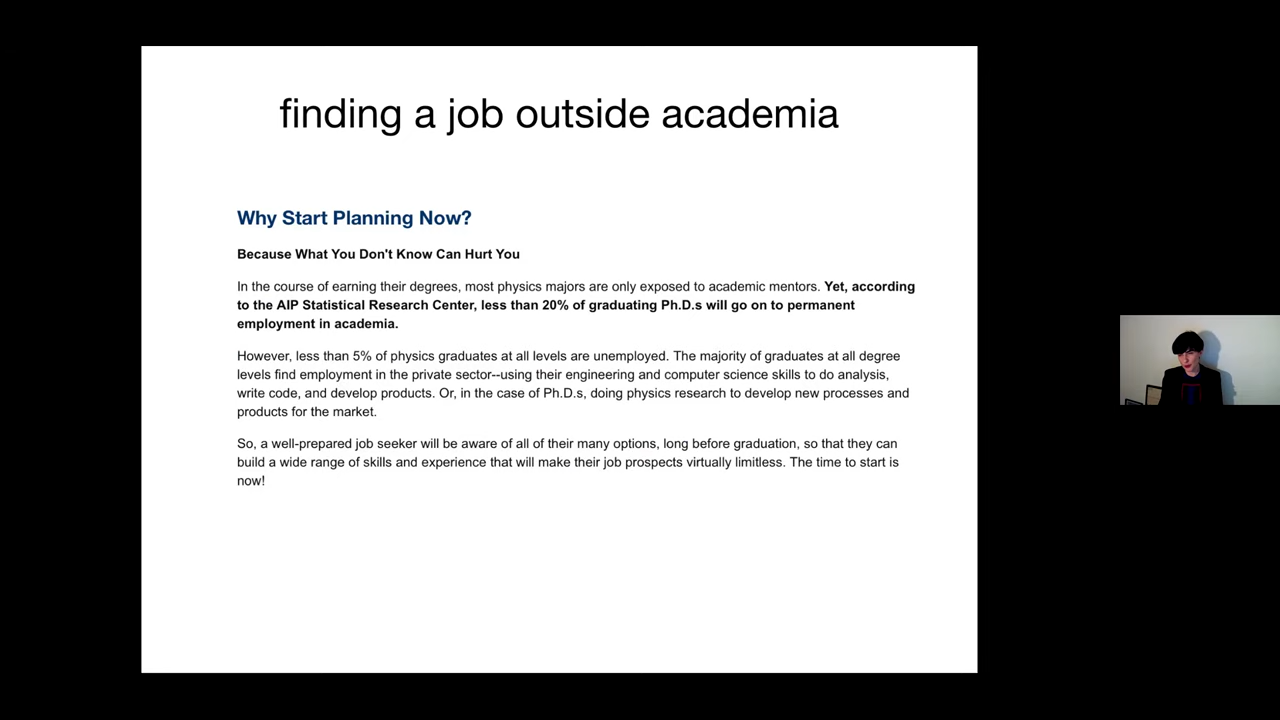 finding a job outside academia
Why Start Planning Now?
Because What You Don't Know Can Hurt You
In the course of earning their degrees, most physics majors are only exposed to academic mentors. Yet, according
to the AIP Statistical Research Center, less than 20% of graduating Ph.D.s will go on to permanent
employment in academia.
However, less than 5% of physics graduates at all levels are unemployed. The majority of graduates at all degree
levels find employment in the private sector--using their engineering and computer science skills to do analysis,
write code, and develop products. Or, in the case of Ph.D.s, doing physics research to develop new processes and
products for the market.
So, a well-prepared job seeker will be aware of all of their many options, long before graduation, so that they can
build a wide range of skills and experience that will make their job prospects virtually limitless. The time to start is
now!